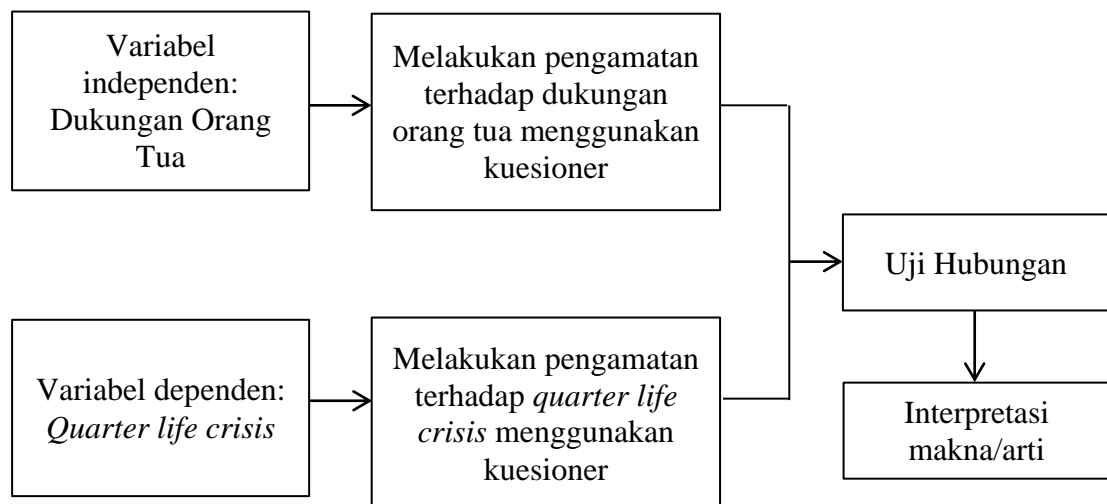 Variabel
independen:
Dukungan Orang
Tua
Melakukan pengamatan
terhadap dukungan
orang tua menggunakan
kuesioner
Uji Hubungan
Variabel dependen:
Quarter life crisis
Melakukan pengamatan
terhadap quarter life
crisis menggunakan
kuesioner
Interpretasi
makna/arti